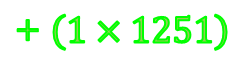 + (1 × 1251)